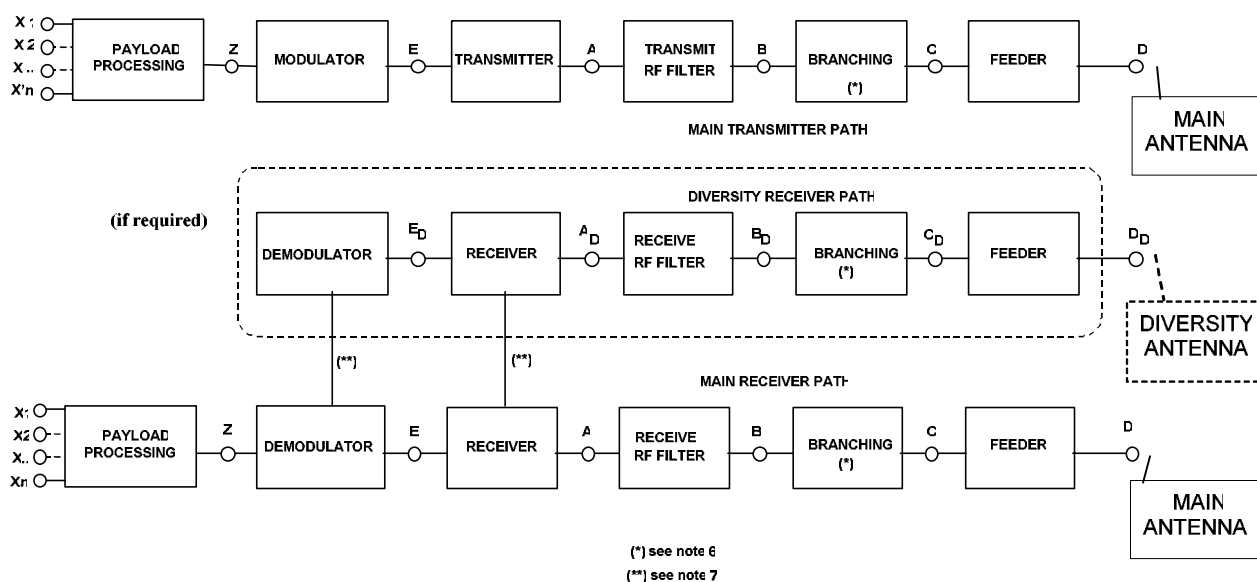 X1
X2
X..
X'n
PAYLOAD
PROCESSING
Z
MODULATOR
E
TRANSMITTER
A
TRANSMIT
RF FILTER
B
BRANCHING
(*)
C
FEEDER
D
MAIN
ANTENNA
MAIN TRANSMITTER PATH
(if required)
DIVERSITY RECEIVER PATH
DEMODULATOR
ED
RECEIVER
AD
RECEIVE
RF FILTER
BD
BRANCHING
(*)
CD
FEEDER
DD
DIVERSITY
ANTENNA
(**)
(**)
MAIN RECEIVER PATH
X1
X2
X..
Xn
PAYLOAD
PROCESSING
Z
DEMODULATOR
E
RECEIVER
A
RECEIVE
RF FILTER
B
BRANCHING
(*)
C
FEEDER
D
MAIN
ANTENNA
(*) see note 6
(**) see note 7